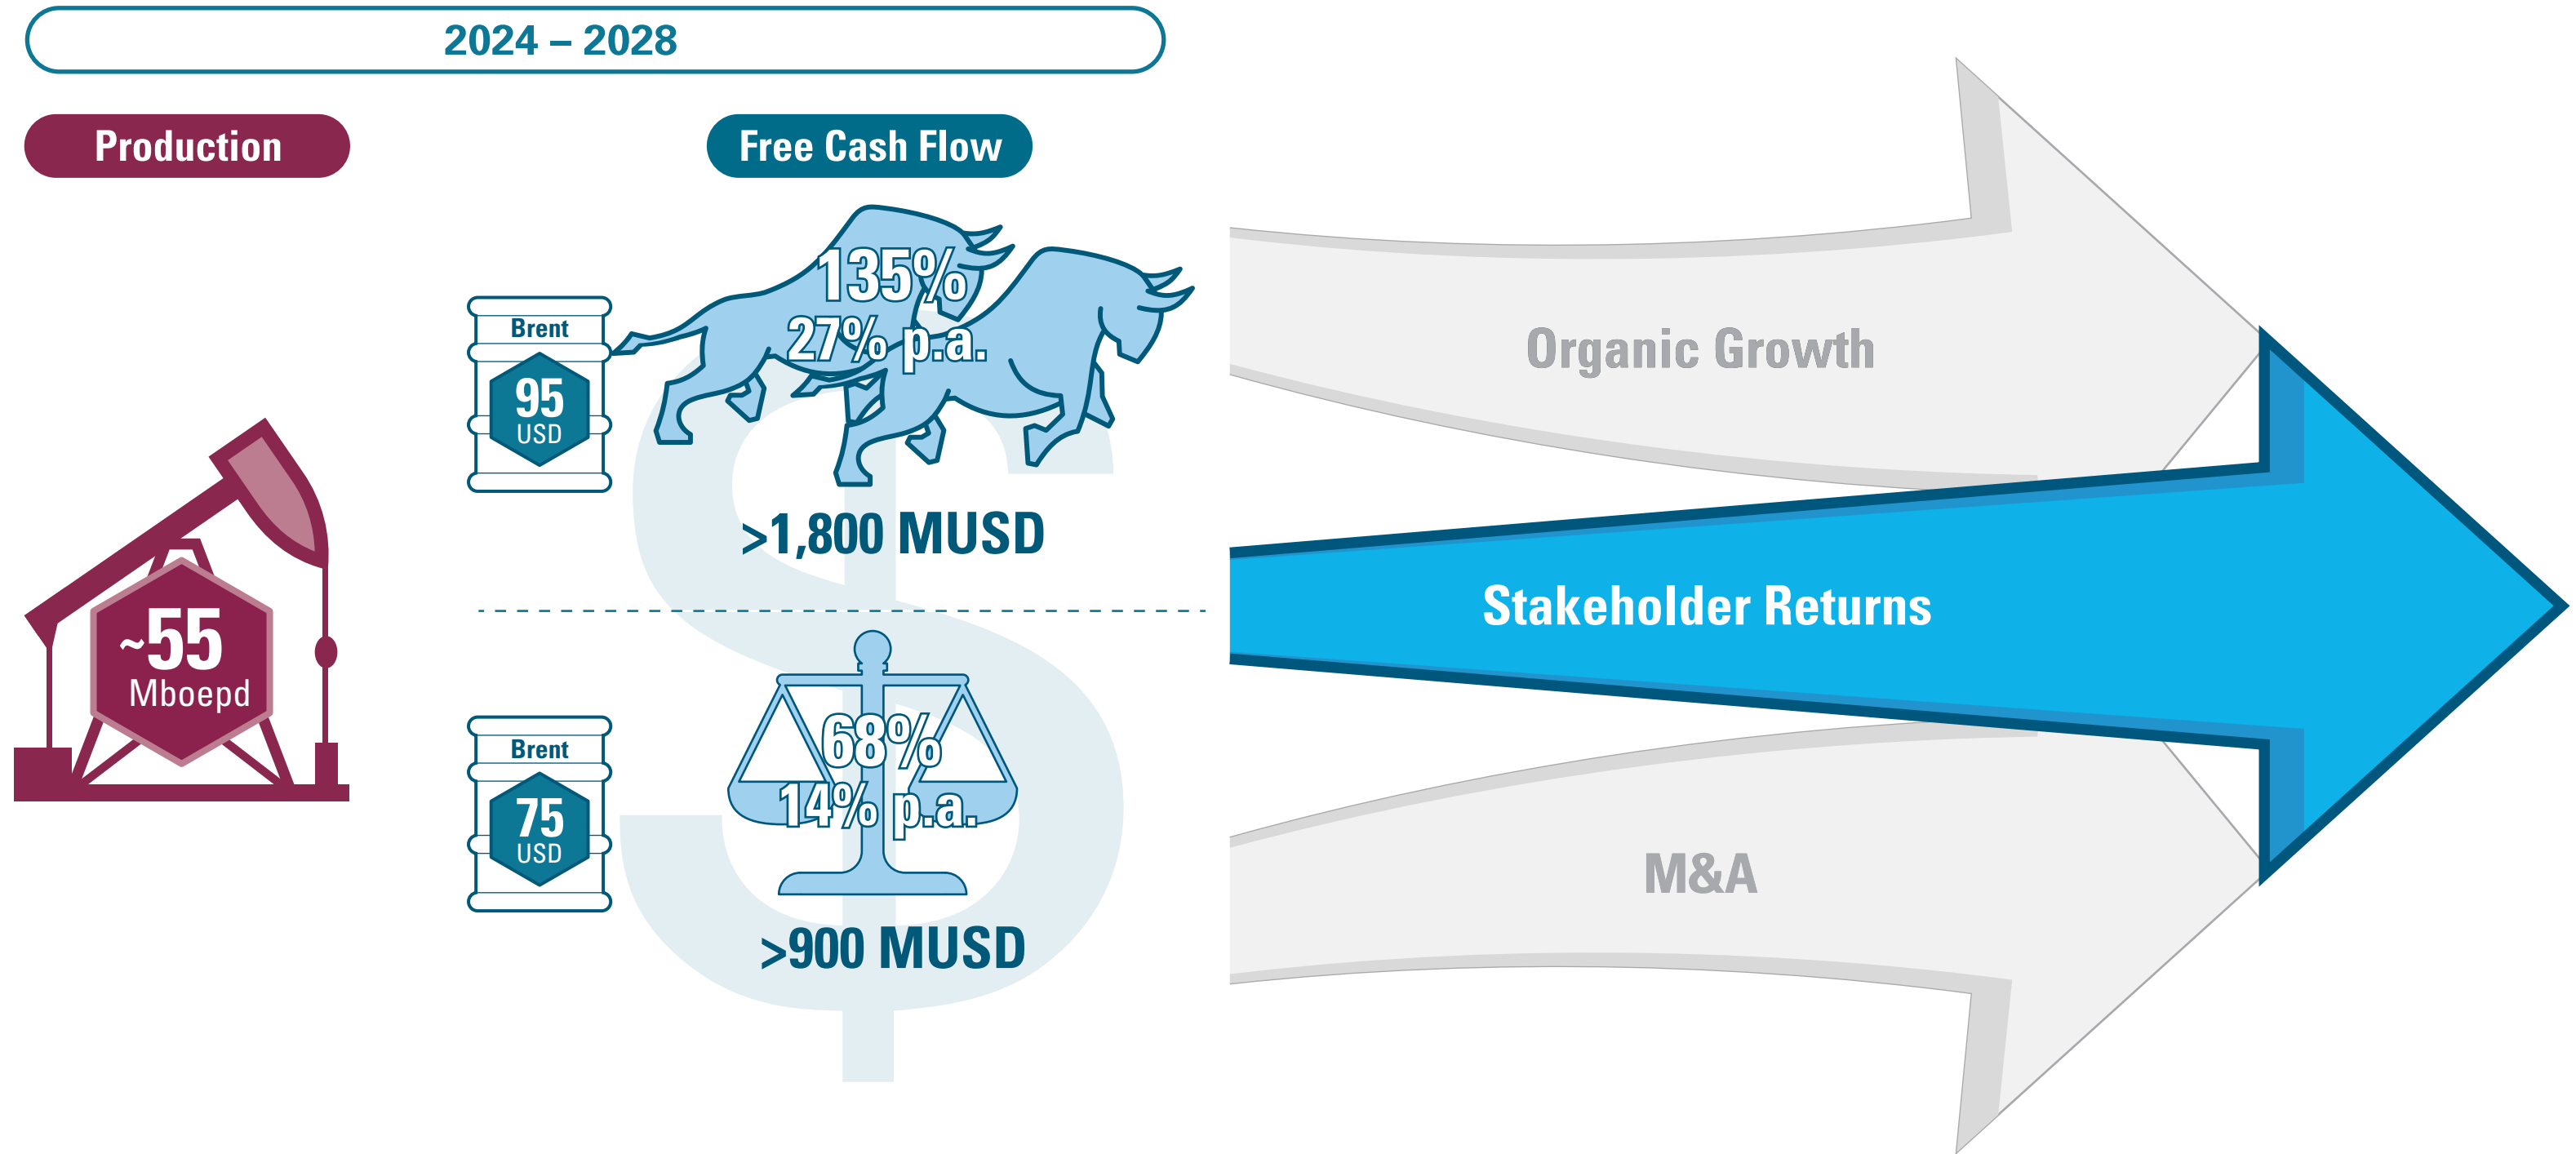 2024 – 2028
Production
Free Cash Flow
~55
Mboepd
Brent
95
USD
135%
27% p.a.
>1,800 MUSD
Brent
75
USD
68%
14% p.a.
>900 MUSD
Organic Growth
Stakeholder Returns
M&A